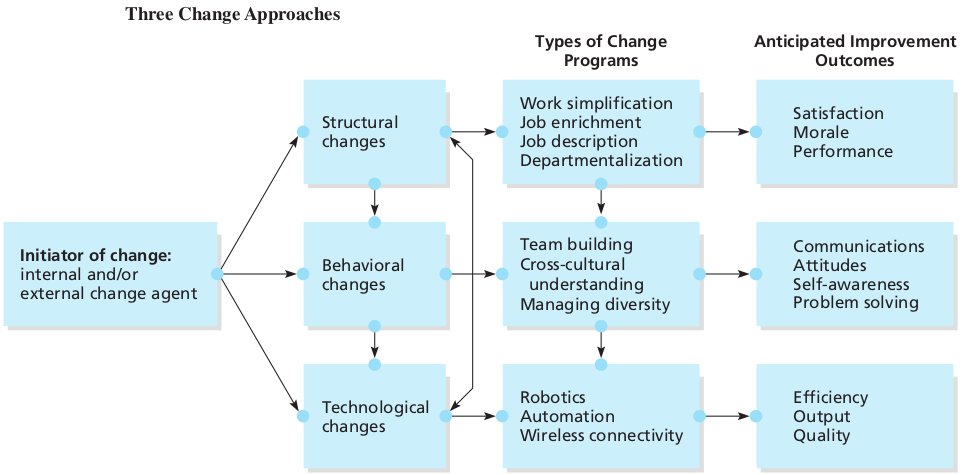 Three Change Approaches
Types of Change
Programs
Anticipated Improvement
Outcomes
Initiator of change:
internal and/or
external change agent
Structural
changes
Work simplification
Job enrichment
Job description
Departmentalization
Satisfaction
Morale
Performance
Behavioral
changes
Team building
Cross-cultural
understanding
Managing diversity
Communications
Attitudes
Self-awareness
Problem solving
Technological
changes
Robotics
Automation
Wireless connectivity
Efficiency
Output
Quality